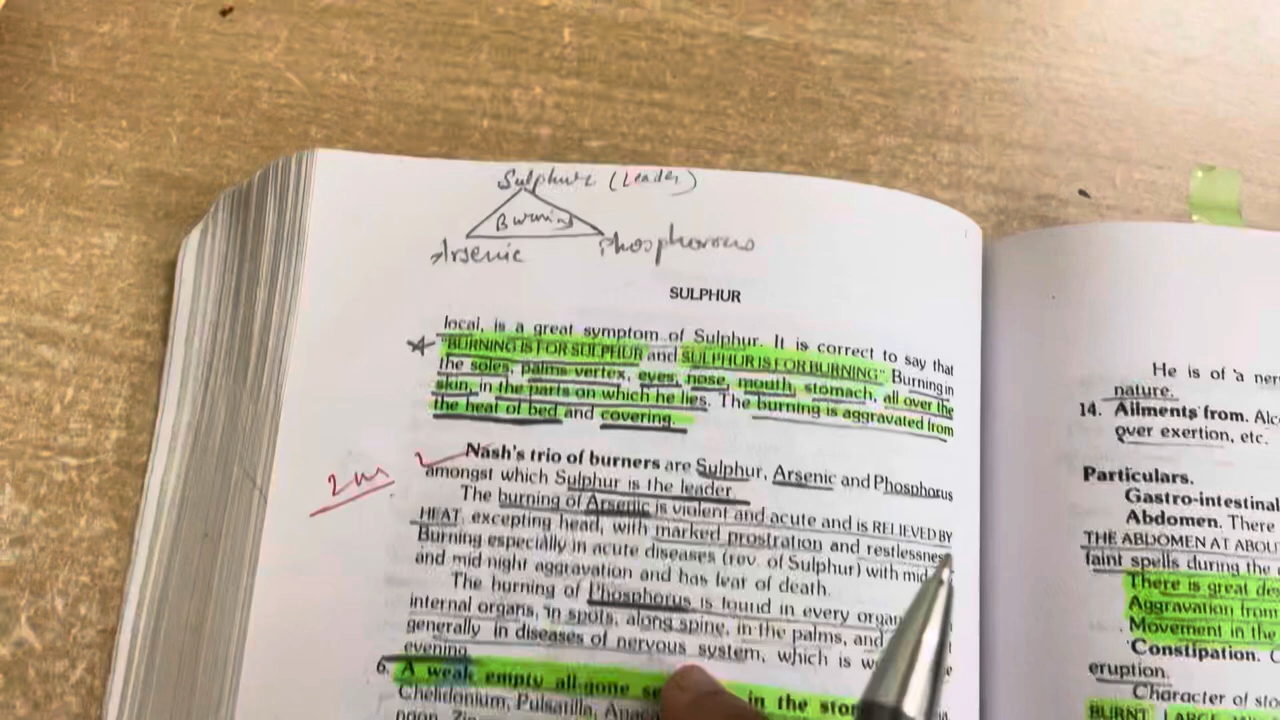 Sulphur (Leader)
Burning
Arsenic Phosphorous
SULPHUR
local, is a great symptom of Sulphur. It is correct to say that
"BURNING IS FOR SULPHUR and SULPHUR IS FOR BURNING" Burning in
the soles, palms vertex, eyes, nose, mouth, stomach, all over the
skin, in the parts on which he lies. The burning is aggravated from
the heat of bed and covering.
2m
Nash's trio of burners are Sulphur, Arsenic and Phosphorus
amongst which Sulphur is the leader.
The burning of Arsenic is violent and acute and is RELIEVED BY
HEAT, excepting head, with marked prostration and restlessness
Burning especially in acute diseases (rev. of Sulphur) with mid
and mid night aggravation and has fear of death.
The burning of Phosphorus is found in every organ
internal organs, in spots, along spine, in the palms, and
generally in diseases of nervous system, which is
evening
6. A weak empty all-gone in the
Chelidonium, Pulsatilla,
He is of a
nature.
14. Ailments from.
over exertion, etc.
Particulars.
Gastro-intestinal
Abdomen. There
THE ABDOMEN AT
faint spells during the
There is great
Aggravation from
Movement in the
Constipation.
eruption.
Character of
BURNT